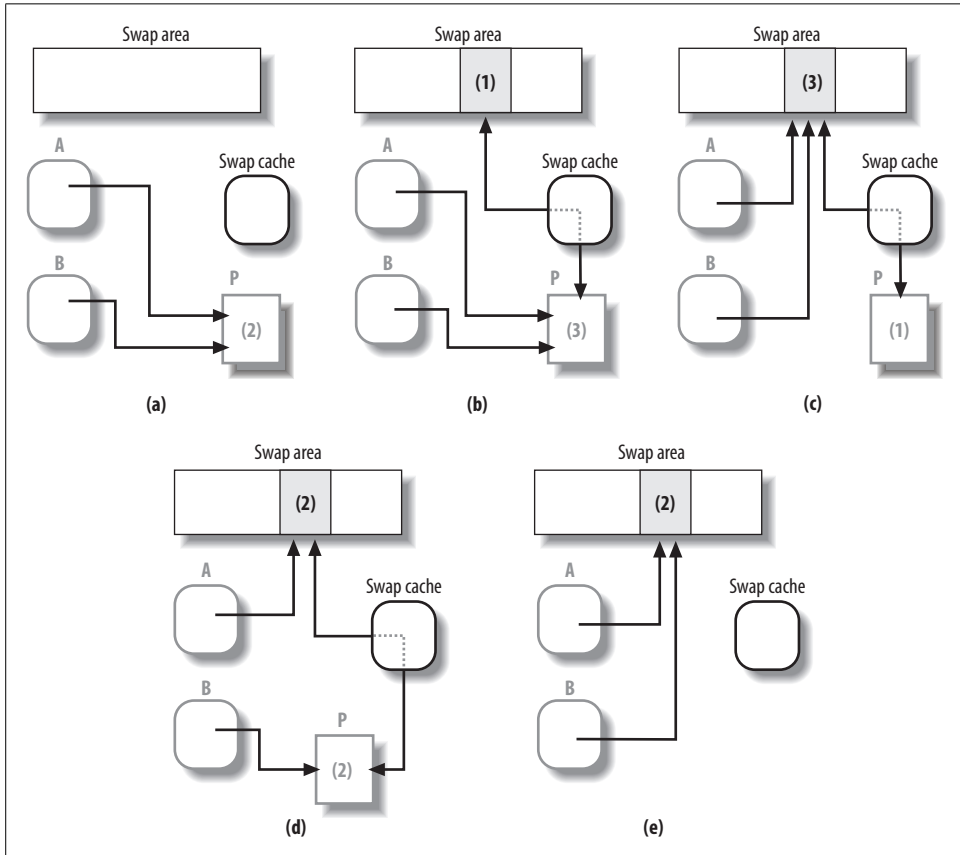 Swap area
A
Swap cache
B
P
(2)
(a)
Swap area
(1)
A
Swap cache
B
P
(3)
(b)
Swap area
(3)
A
Swap cache
B
P
(1)
(c)
Swap area
(2)
A
Swap cache
B
P
(2)
(d)
Swap area
(2)
A
Swap cache
B
(e)